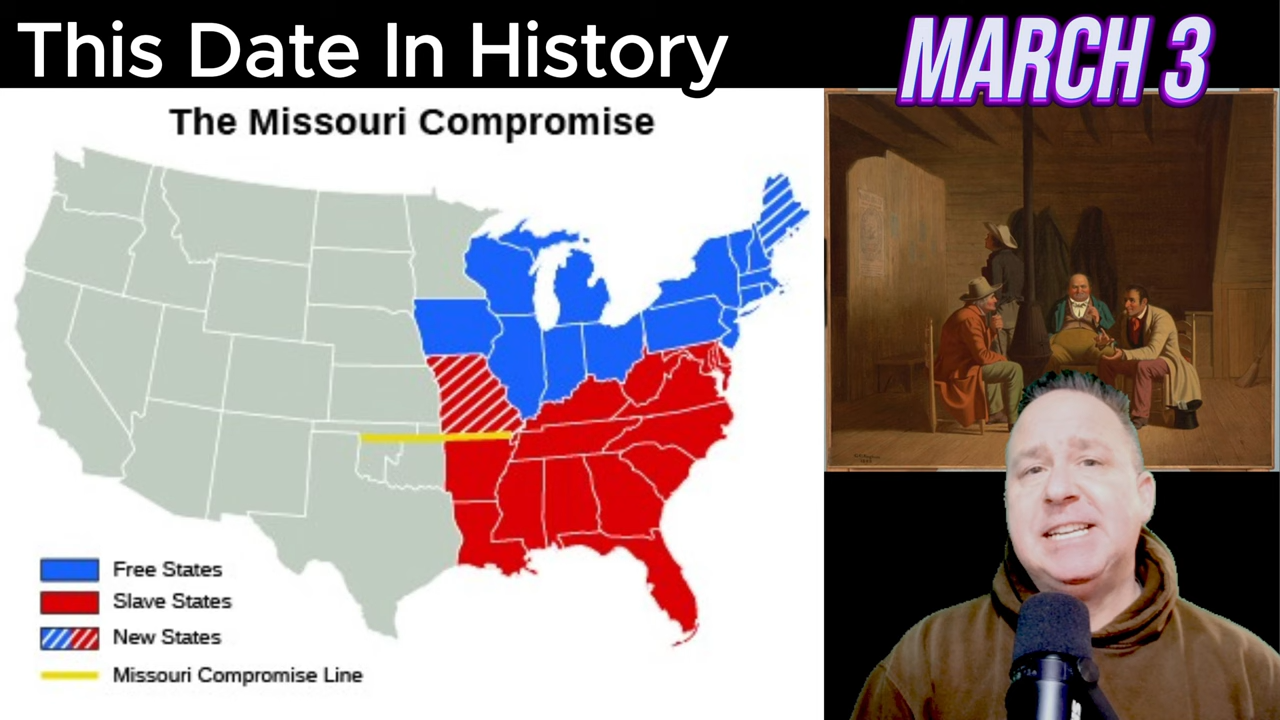 This Date In History
MARCH 3
The Missouri Compromise
Free States
Slave States
New States
Missouri Compromise Line